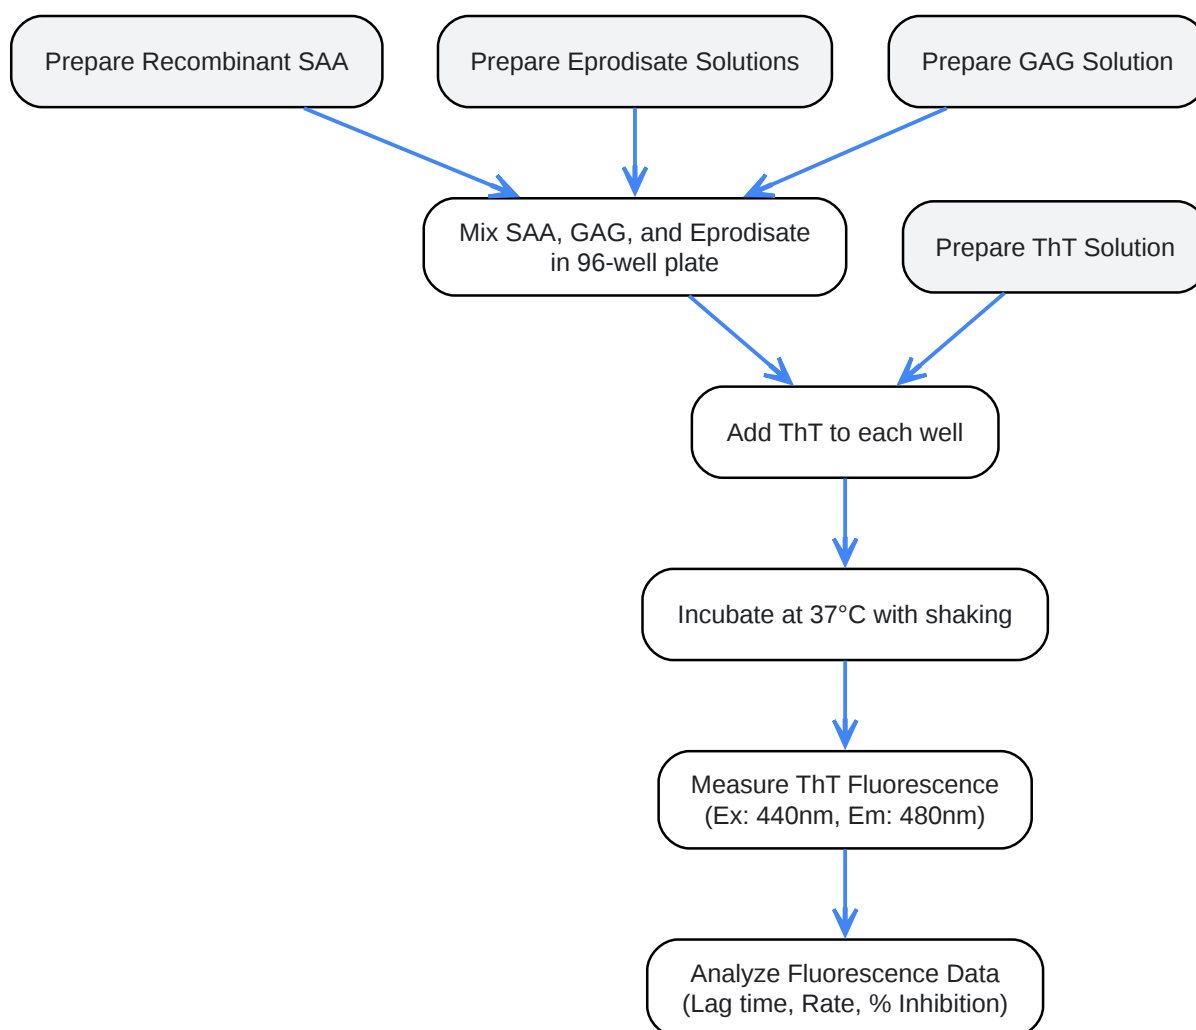 Prepare Recombinant SAA
Prepare Eprodisate Solutions
Prepare GAG Solution
Mix SAA, GAG, and Eprodisate
in 96-well plate
Prepare ThT Solution
Add ThT to each well
Incubate at 37°C with shaking
Measure ThT Fluorescence
(Ex: 440nm, Em: 480nm)
Analyze Fluorescence Data
(Lag time, Rate, % Inhibition)